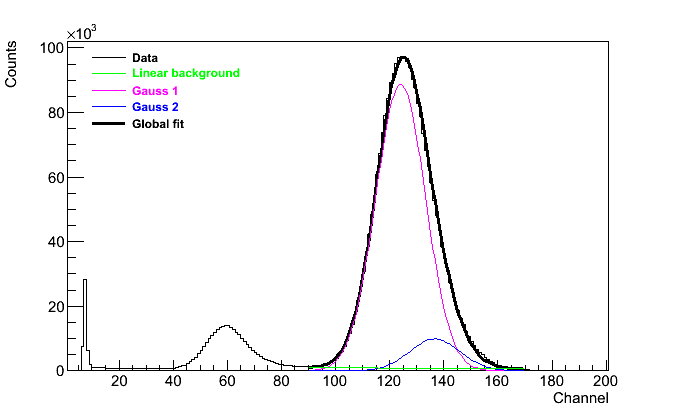 ×10³
100
80
60
40
20
0
Counts
Data
Linear background
Gauss 1
Gauss 2
Global fit
20 40 60 80 100 120 140 160 180 200
Channel